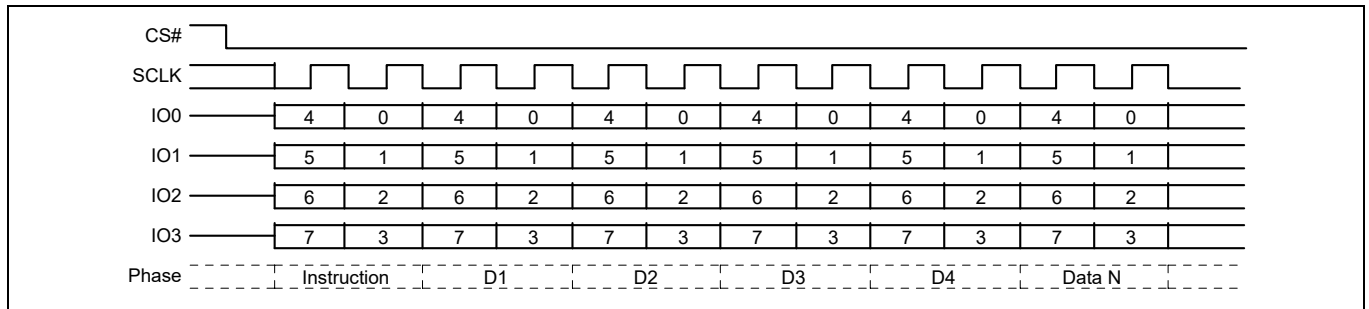 CS#
SCLK
IO0 4 0 4 0 4 0 4 0 4 0 4 0
IO1 5 1 5 1 5 1 5 1 5 1 5 1
IO2 6 2 6 2 6 2 6 2 6 2 6 2
IO3 7 3 7 3 7 3 7 3 7 3 7 3
Phase Instruction D1 D2 D3 D4 Data N